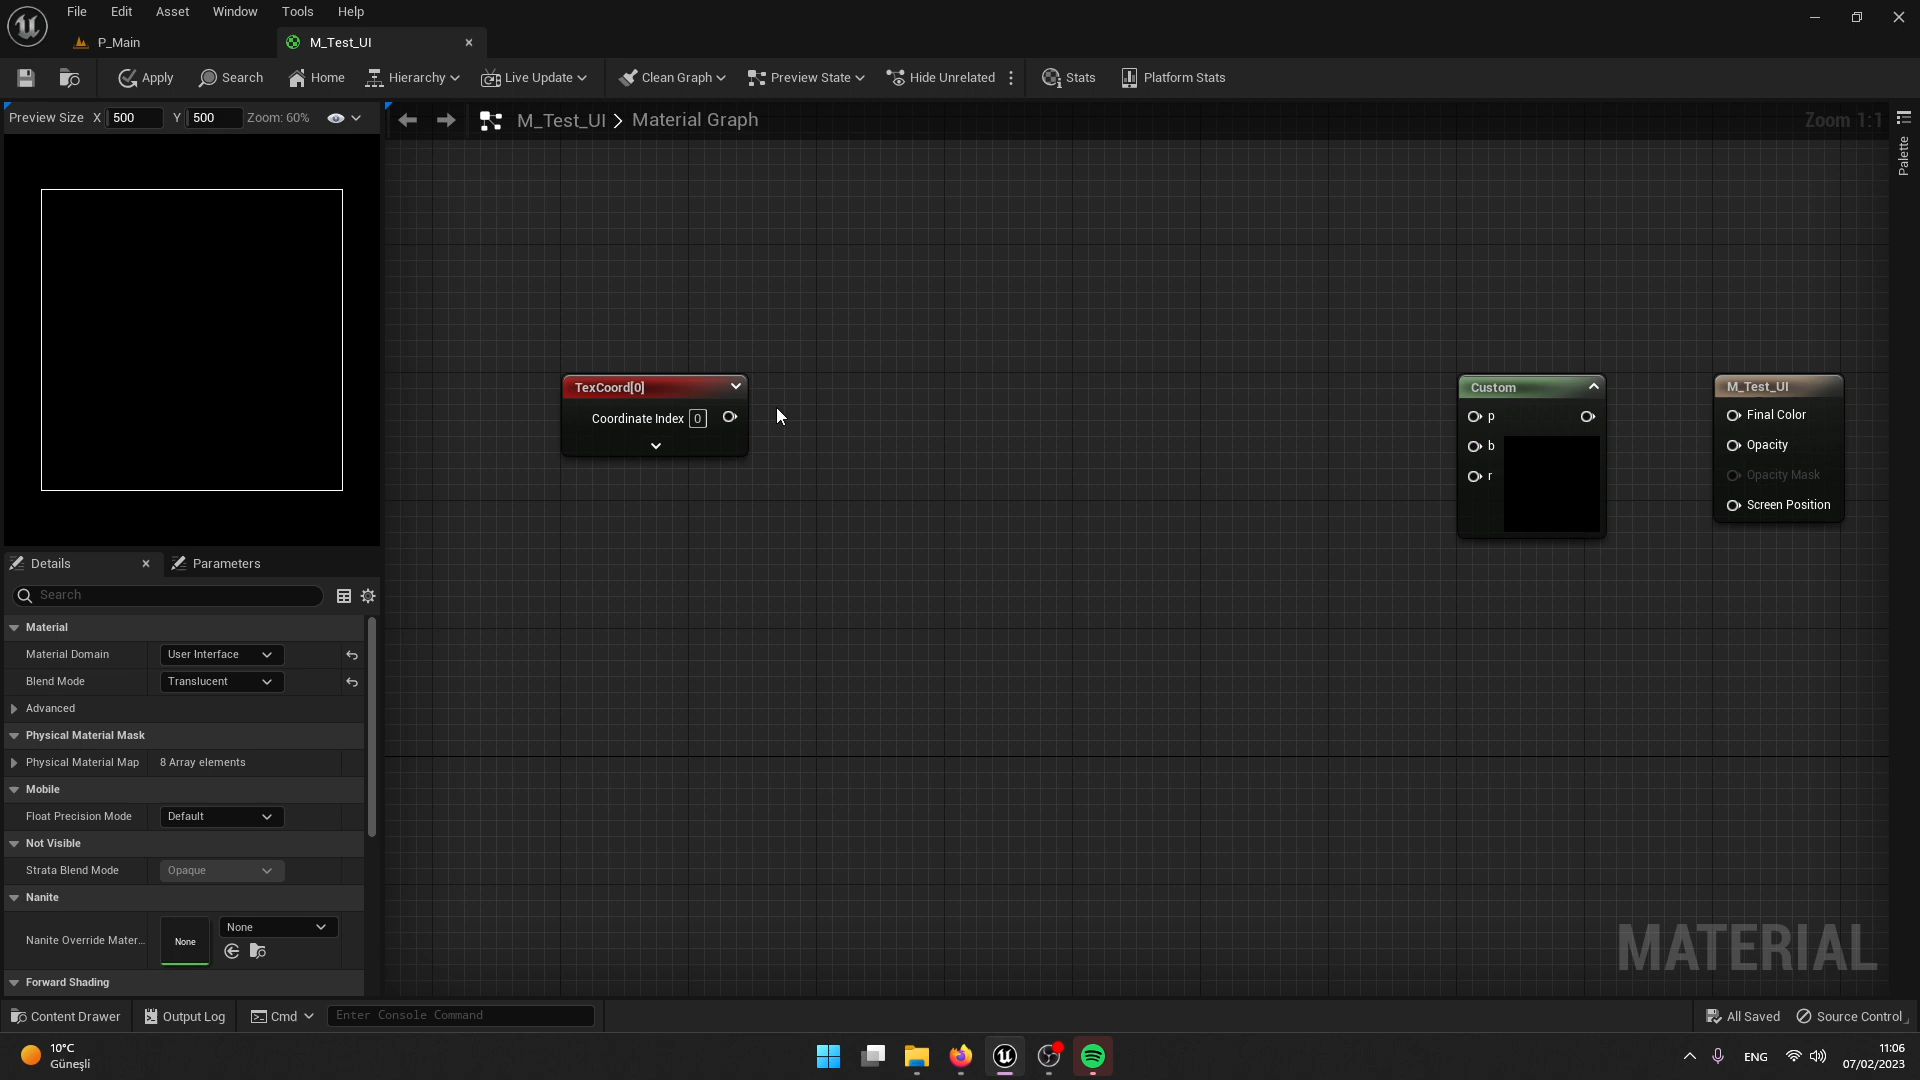 File Edit Asset Window Tools Help
P_Main
M_Test_UI
Apply Search Home Hierarchy Live Update Clean Graph Preview State Hide Unrelated Stats Platform Stats
Preview Size X 500 Y 500 Zoom: 60%
M_Test_UI > Material Graph
Zoom 1:1
Palette
TexCoord[0]
Coordinate Index 0
Custom
p
b
r
M_Test_UI
Final Color
Opacity
Opacity Mask
Screen Position
Details
Parameters
Search
Material
Material Domain User Interface
Blend Mode Translucent
Advanced
Physical Material Mask
Physical Material Map 8 Array elements
Mobile
Float Precision Mode Default
Not Visible
Strata Blend Mode Opaque
Nanite
Nanite Override Mater... None None
Forward Shading
MATERIAL
Content Drawer Output Log Cmd Enter Console Command
All Saved Source Control
10°C
Güneşli
ENG
11:06
07/02/2023